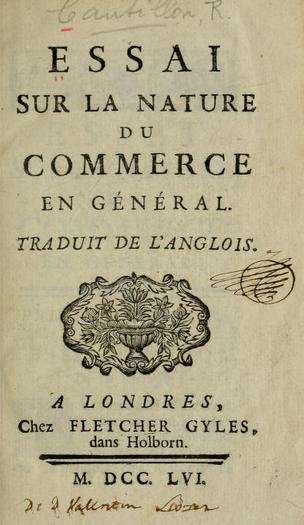 Cantillon, R.
ESSAI
SUR LA NATURE
DU
COMMERCE
EN GÉNÉRAL.
TRADUIT DE L'ANGLOIS.
A LONDRES,
Chez FLETCHER GYLES,
dans Holborn.
M. DCC. LVI.